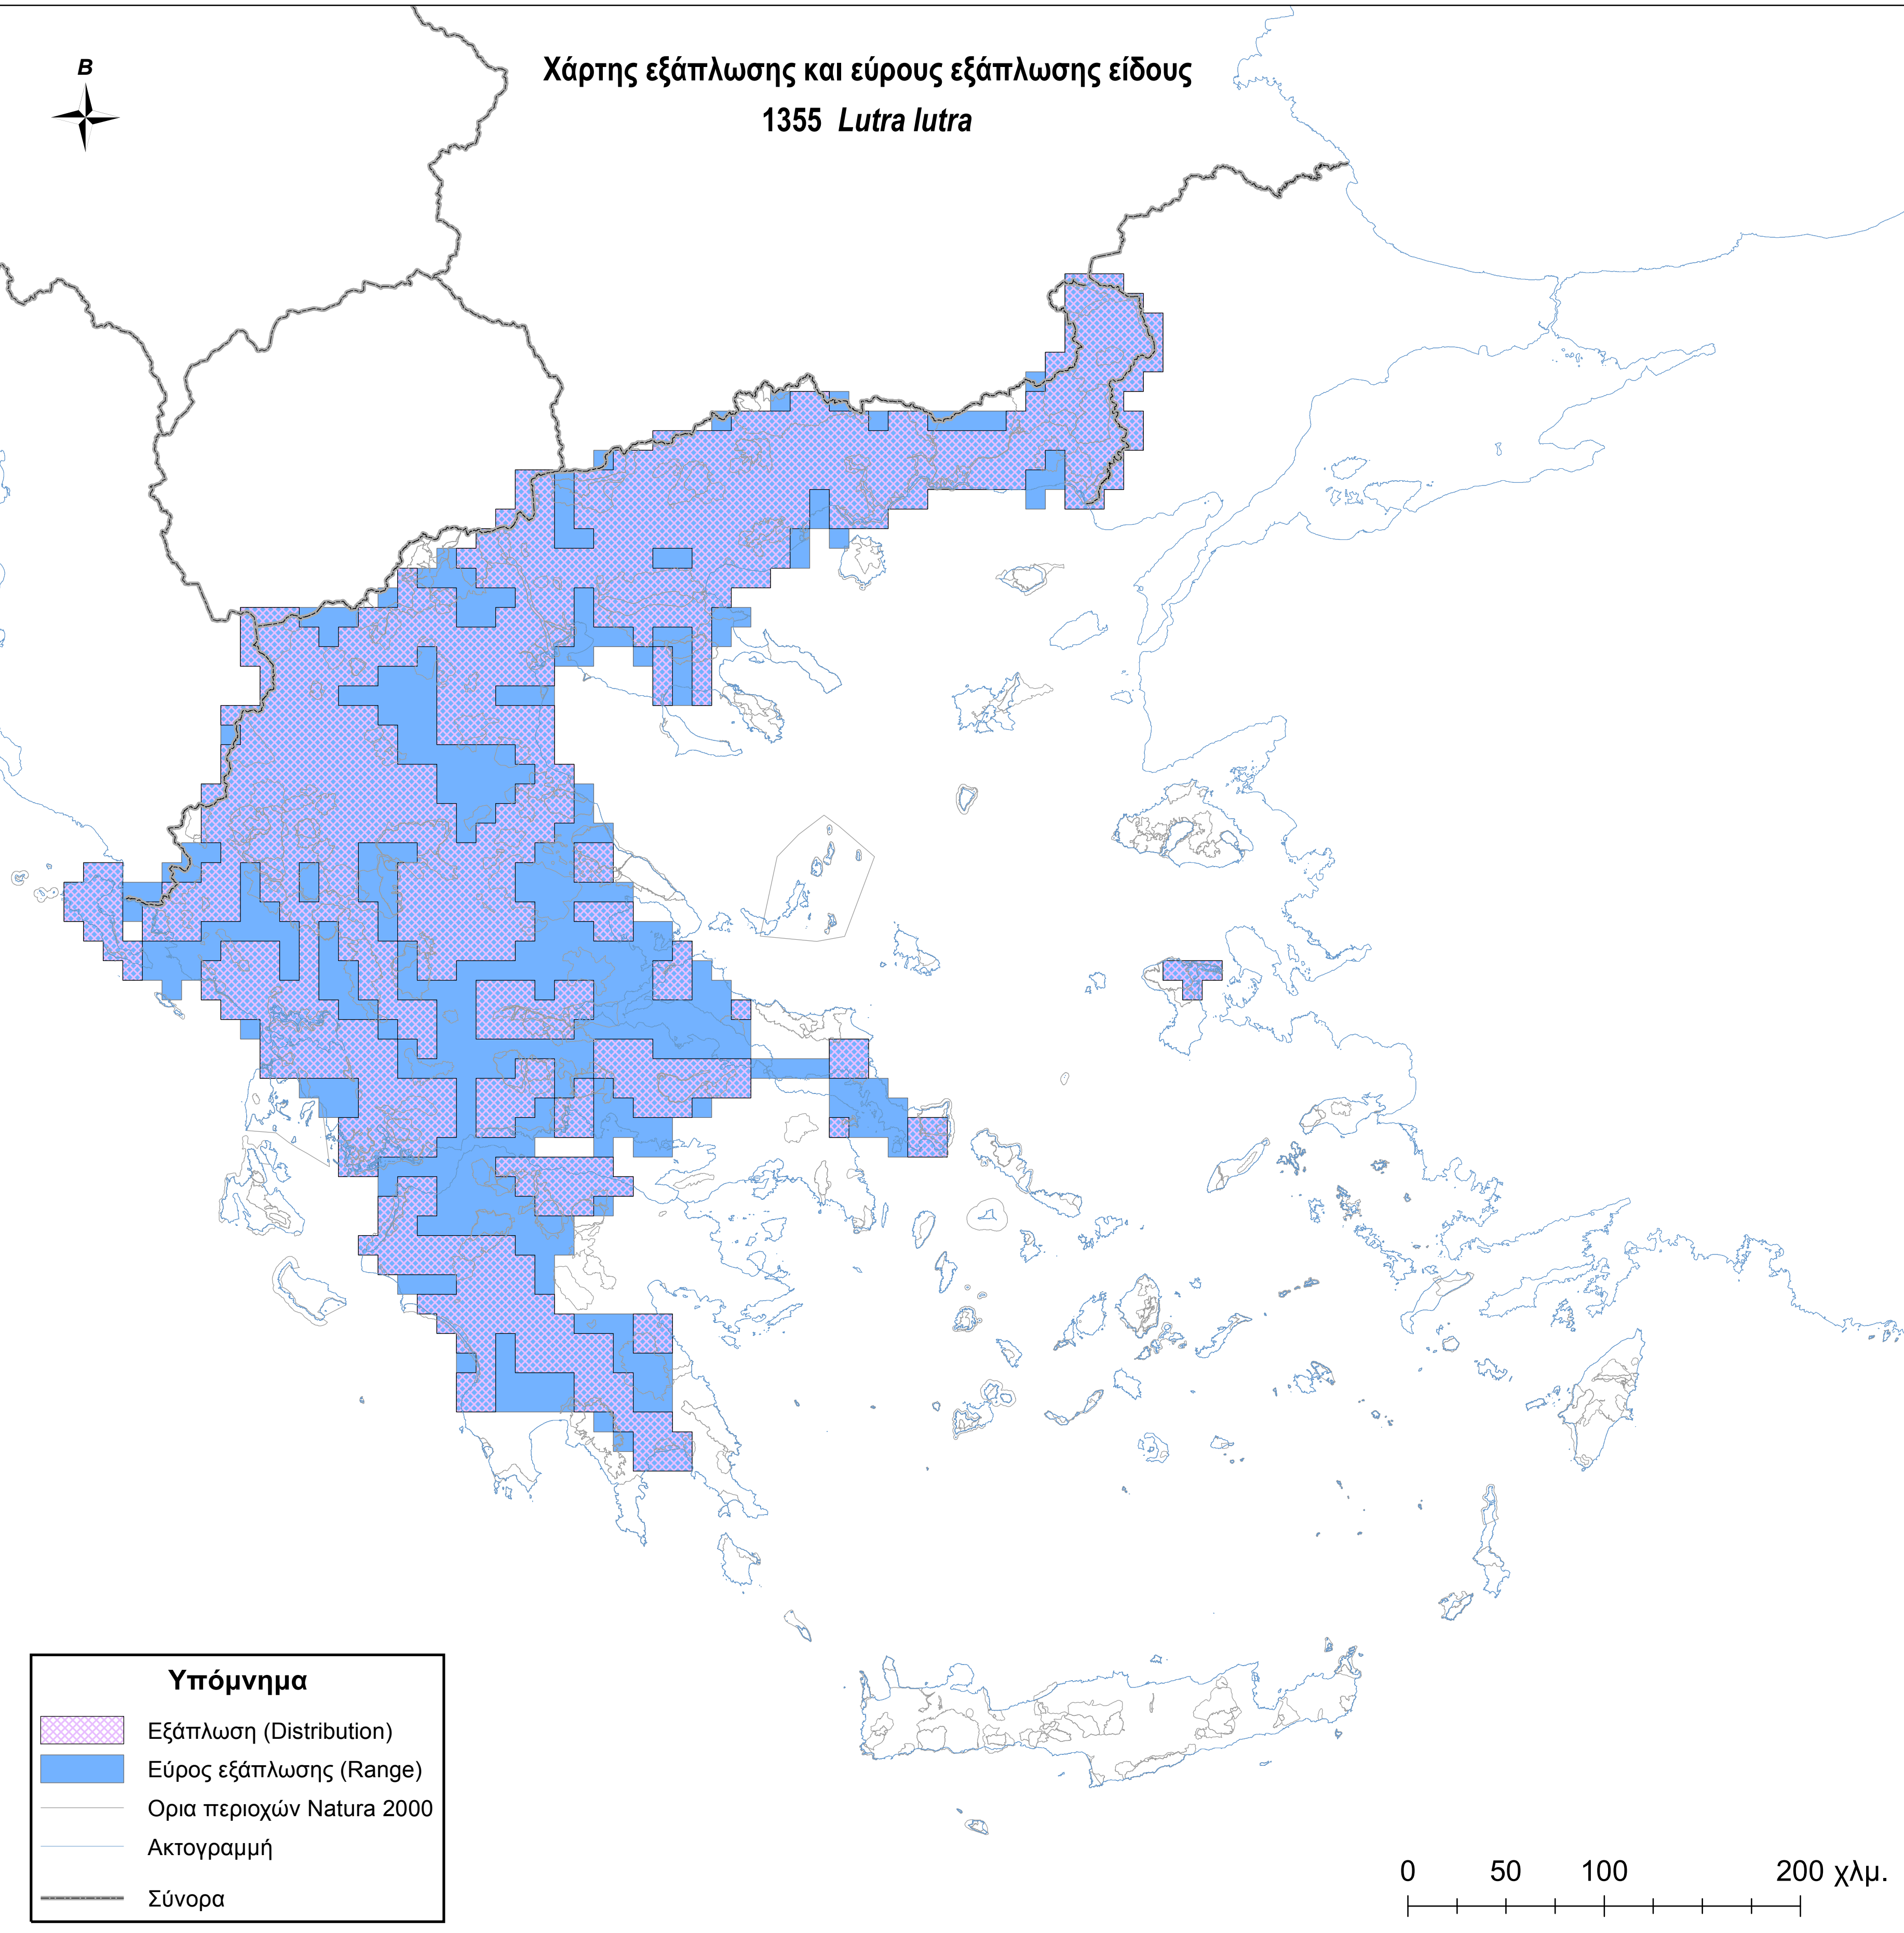 B
Χάρτης εξάπλωσης και εύρους εξάπλωσης είδους
1355 Lutra lutra
Υπόμνημα
Εξάπλωση (Distribution)
Εύρος εξάπλωσης (Range)
Ορια περιοχών Natura 2000
Ακτογραμμή
Σύνορα
0 50 100 200 χλμ.